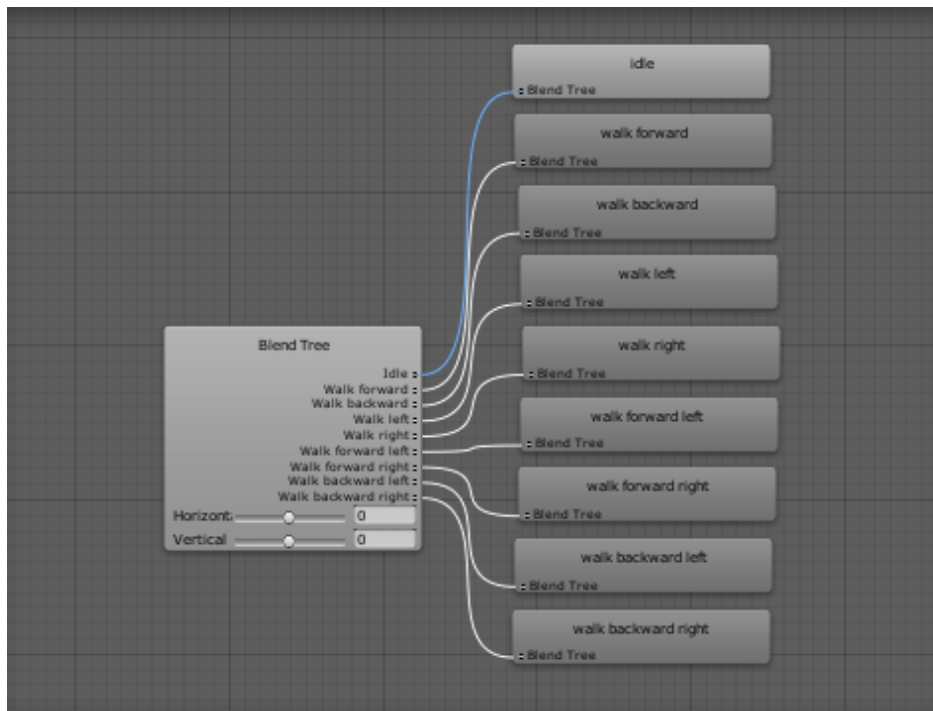 Blend Tree
Idle
Walk forward
Walk backward
Walk left
Walk right
Walk forward left
Walk forward right
Walk backward left
Walk backward right
Horizont
0
Vertical
0
idle
Blend Tree
walk forward
Blend Tree
walk backward
Blend Tree
walk left
Blend Tree
walk right
Blend Tree
walk forward left
Blend Tree
walk forward right
Blend Tree
walk backward left
Blend Tree
walk backward right
Blend Tree